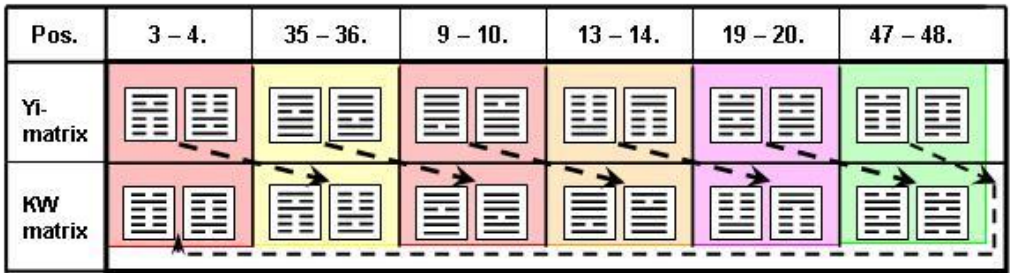 Pos. 3 – 4. 35 – 36. 9 – 10. 13 – 14. 19 – 20. 47 – 48.
Yi-
matrix
KW
matrix